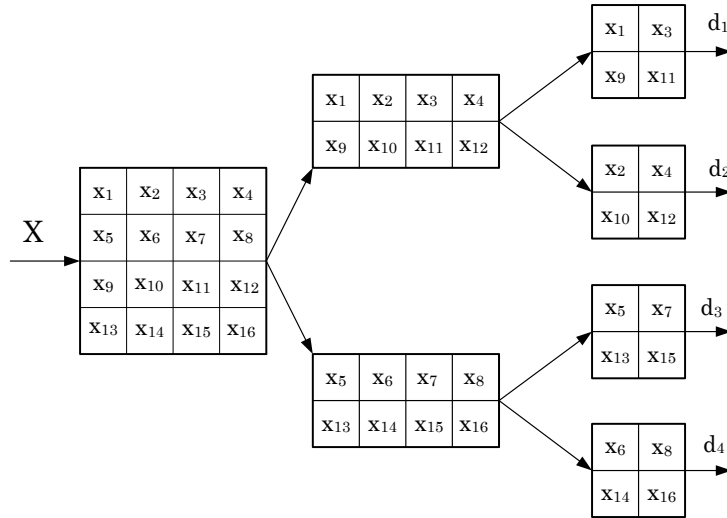 X
x₁ x₂ x₃ x₄
x₅ x₆ x₇ x₈
x₉ x₁₀ x₁₁ x₁₂
x₁₃ x₁₄ x₁₅ x₁₆
x₁ x₂ x₃ x₄
x₉ x₁₀ x₁₁ x₁₂
x₅ x₆ x₇ x₈
x₁₃ x₁₄ x₁₅ x₁₆
x₁ x₃
x₉ x₁₁
d₁
x₂ x₄
x₁₀ x₁₂
d₂
x₅ x₇
x₁₃ x₁₅
d₃
x₆ x₈
x₁₄ x₁₆
d₄